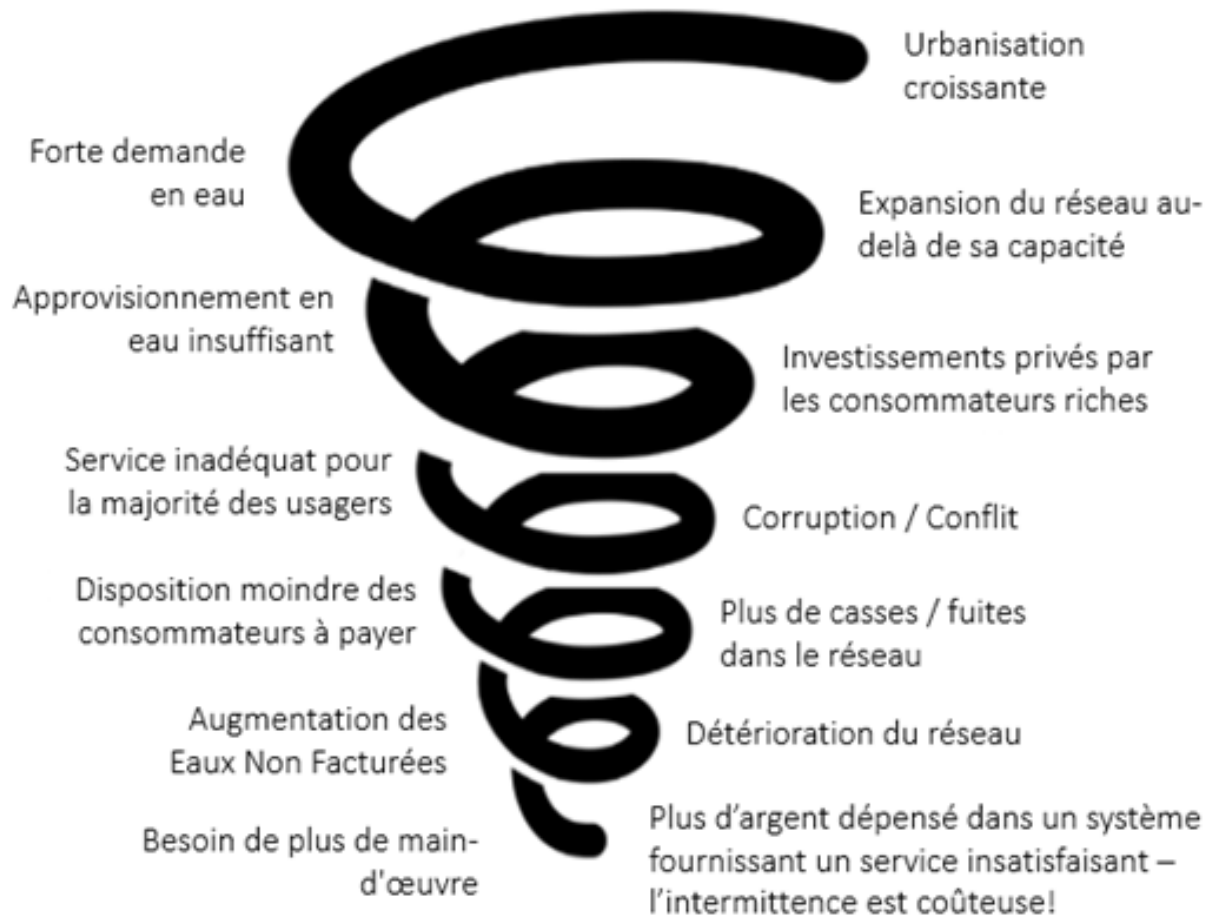 Urbanisation
croissante
Forte demande
en eau
Expansion du réseau au-
delà de sa capacité
Approvisionnement en
eau insuffisant
Investissements privés par
les consommateurs riches
Service inadéquat pour
la majorité des usagers
Corruption / Conflit
Disposition moindre des
consommateurs à payer
Plus de casses / fuites
dans le réseau
Augmentation des
Eaux Non Facturées
Détérioration du réseau
Besoin de plus de main-
d'œuvre
Plus d’argent dépensé dans un système
fournissant un service insatisfaisant –
l’intermittence est coûteuse!